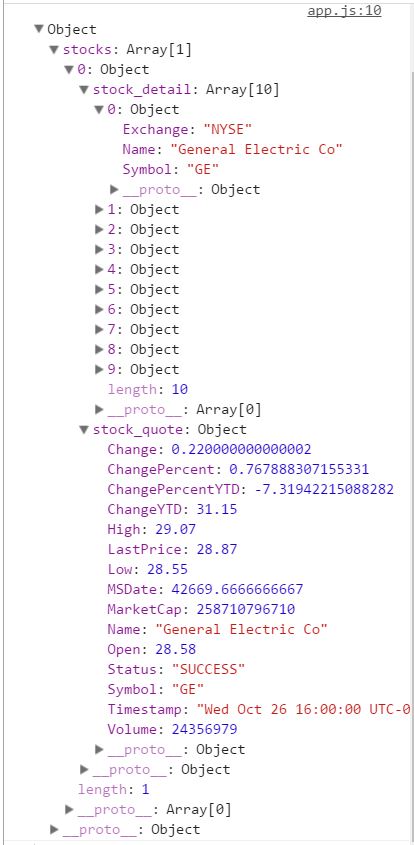 app.js:10
Object
stocks: Array[1]
0: Object
stock_detail: Array[10]
0: Object
Exchange: "NYSE"
Name: "General Electric Co"
Symbol: "GE"
__proto__: Object
1: Object
2: Object
3: Object
4: Object
5: Object
6: Object
7: Object
8: Object
9: Object
length: 10
__proto__: Array[0]
stock_quote: Object
Change: 0.220000000000002
ChangePercent: 0.767888307155331
ChangePercentYTD: -7.31942215088282
ChangeYTD: 31.15
High: 29.07
LastPrice: 28.87
Low: 28.55
MSDate: 42669.6666666667
MarketCap: 258710796710
Name: "General Electric Co"
Open: 28.58
Status: "SUCCESS"
Symbol: "GE"
Timestamp: "Wed Oct 26 16:00:00 UTC-0
Volume: 24356979
__proto__: Object
__proto__: Object
length: 1
__proto__: Array[0]
__proto__: Object